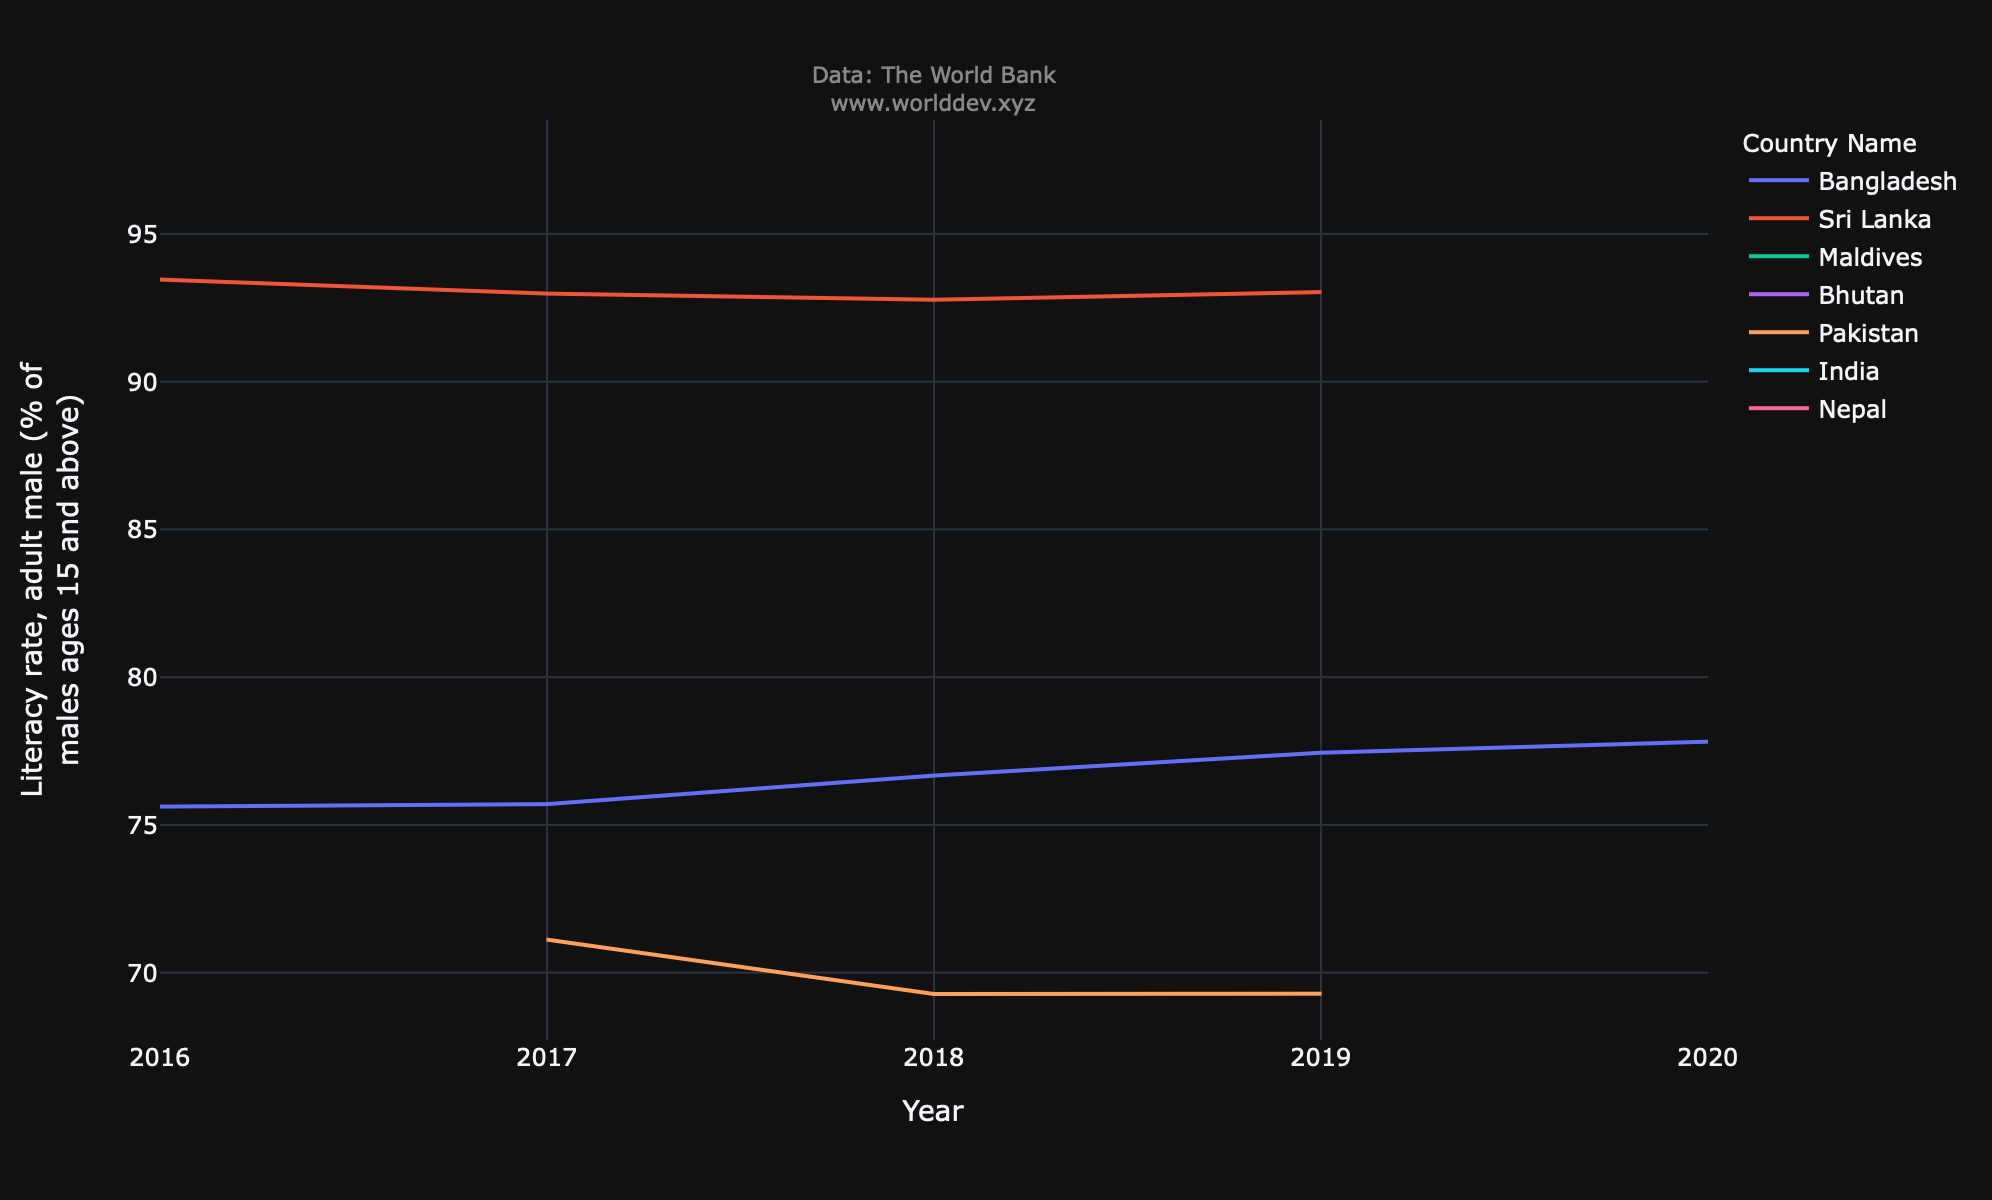 Data: The World Bank
www.worlddev.xyz
Country Name
Bangladesh
Sri Lanka
Maldives
Bhutan
Pakistan
India
Nepal
Literacy rate, adult male (% of
males ages 15 and above)
95
90
85
80
75
70
2016
2017
2018
2019
2020
Year